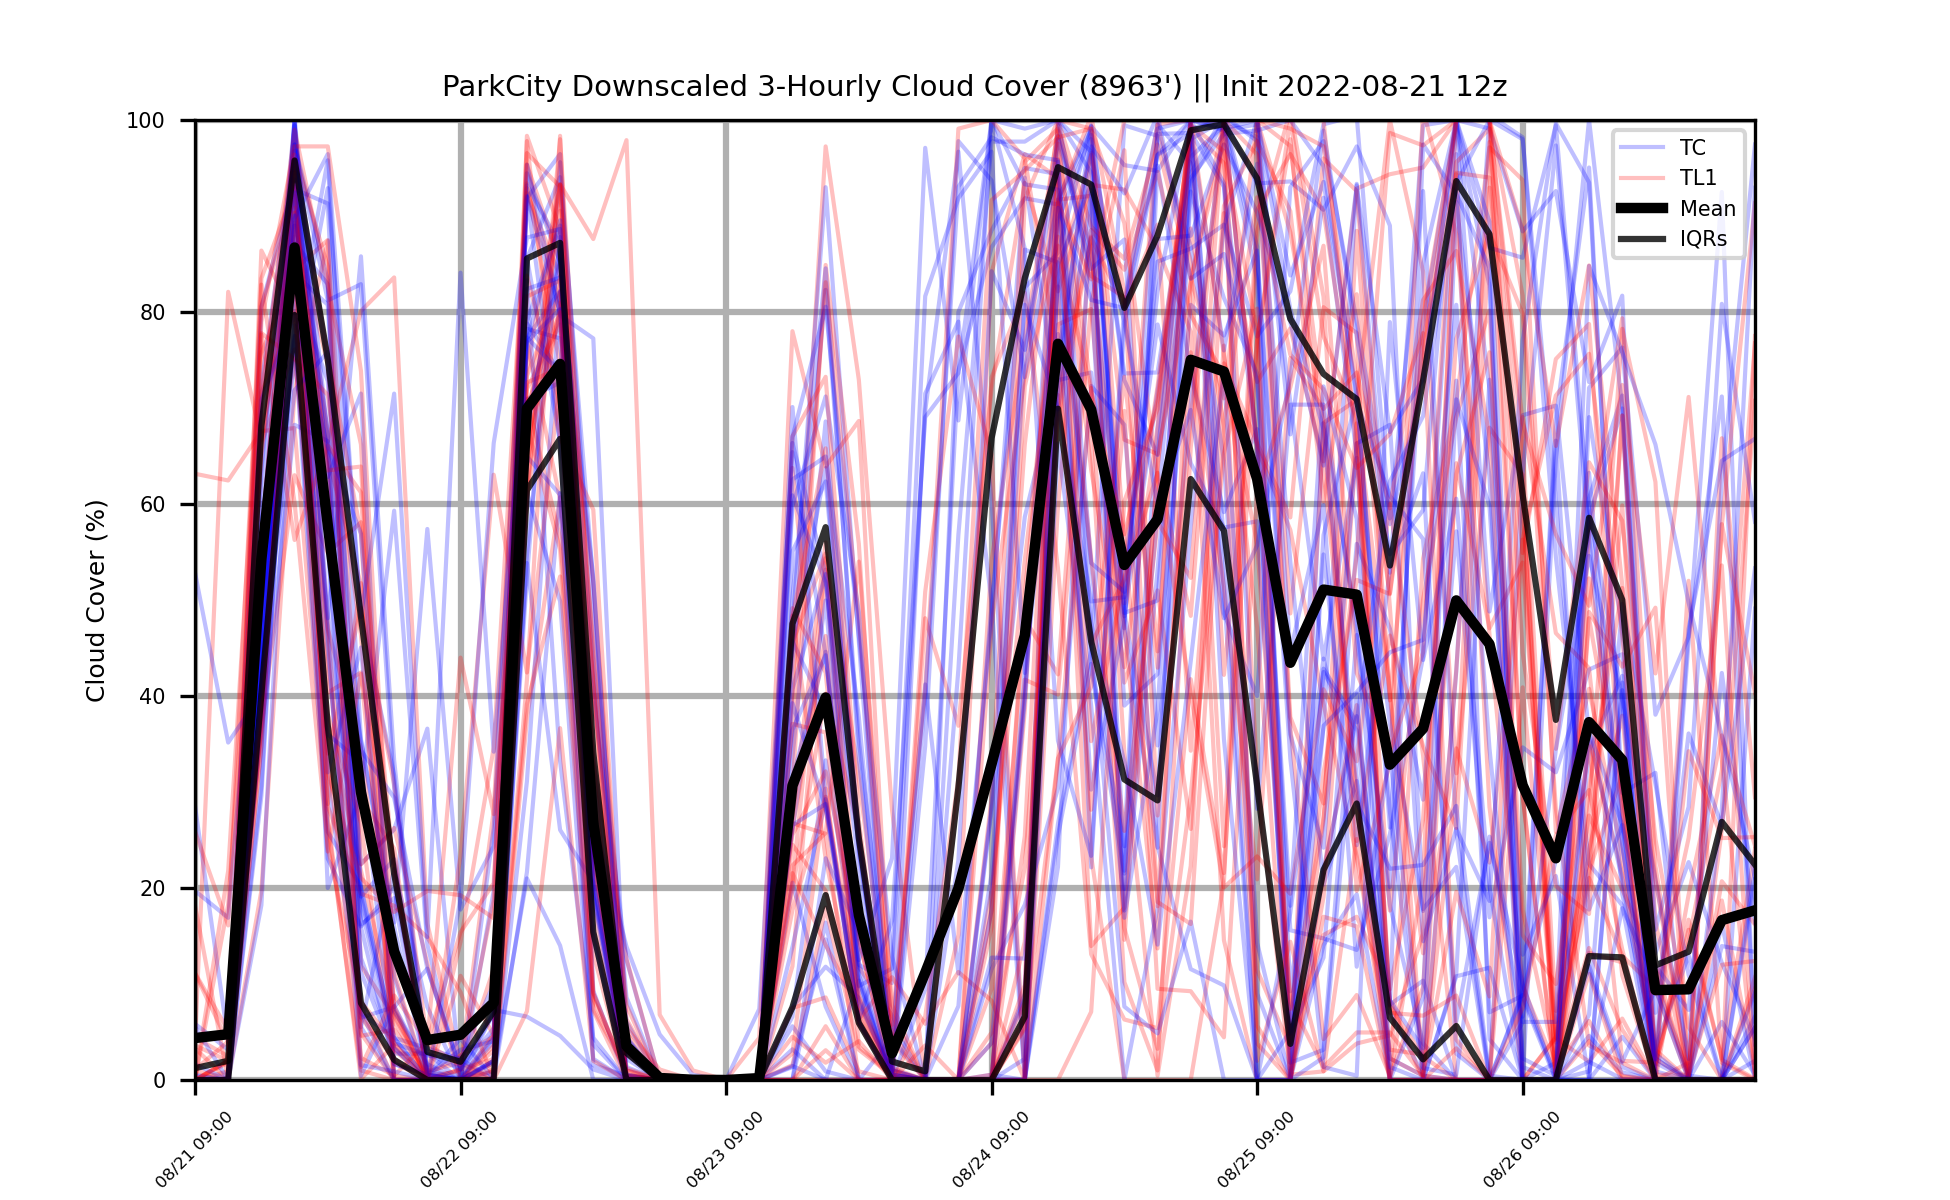 ParkCity Downscaled 3-Hourly Cloud Cover (8963') || Init 2022-08-21 12z
Cloud Cover (%)
100
80
60
40
20
0
TC
TL1
Mean
IQRs
08/21 09:00
08/22 09:00
08/23 09:00
08/24 09:00
08/25 09:00
08/26 09:00